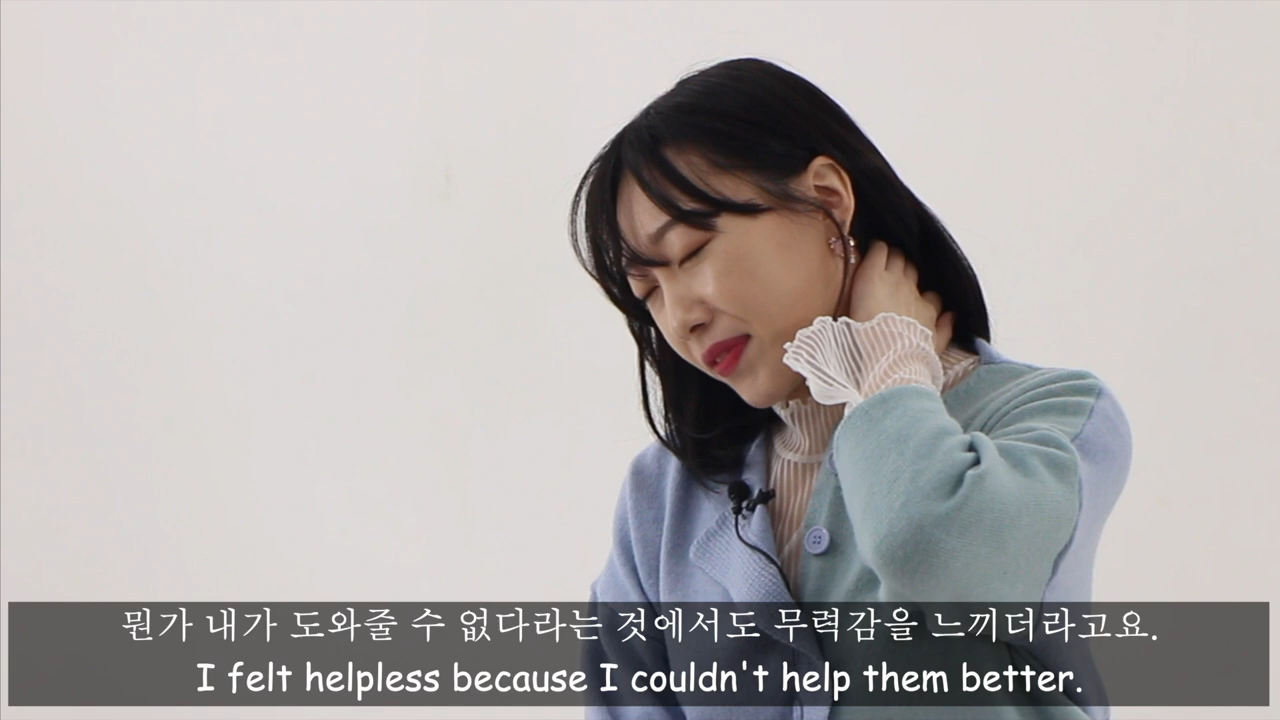 뭔가 내가 도와줄 수 없다라는 것에서도 무력감을 느끼더라고요.
I felt helpless because I couldn't help them better.